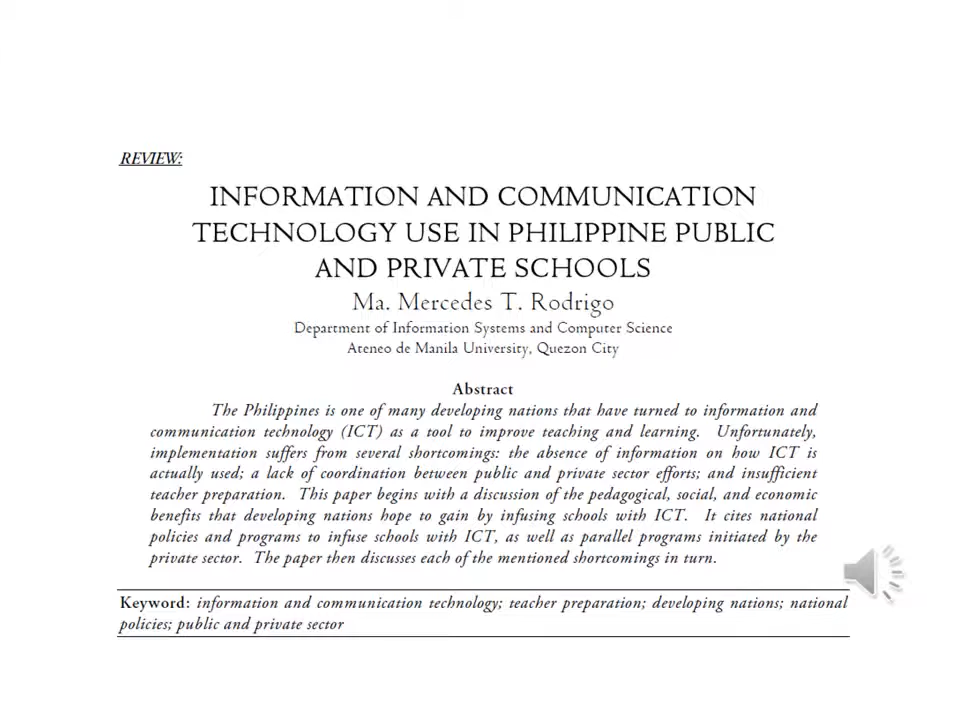 REVIEW:
INFORMATION AND COMMUNICATION
TECHNOLOGY USE IN PHILIPPINE PUBLIC
AND PRIVATE SCHOOLS
Ma. Mercedes T. Rodrigo
Department of Information Systems and Computer Science
Ateneo de Manila University, Quezon City
Abstract
The Philippines is one of many developing nations that have turned to information and
communication technology (ICT) as a tool to improve teaching and learning. Unfortunately,
implementation suffers from several shortcomings: the absence of information on how ICT is
actually used; a lack of coordination between public and private sector efforts; and insufficient
teacher preparation. This paper begins with a discussion of the pedagogical, social, and economic
benefits that developing nations hope to gain by infusing schools with ICT. It cites national
policies and programs to infuse schools with ICT, as well as parallel programs initiated by the
private sector. The paper then discusses each of the mentioned shortcomings in turn.
Keyword: information and communication technology; teacher preparation; developing nations; national
policies; public and private sector